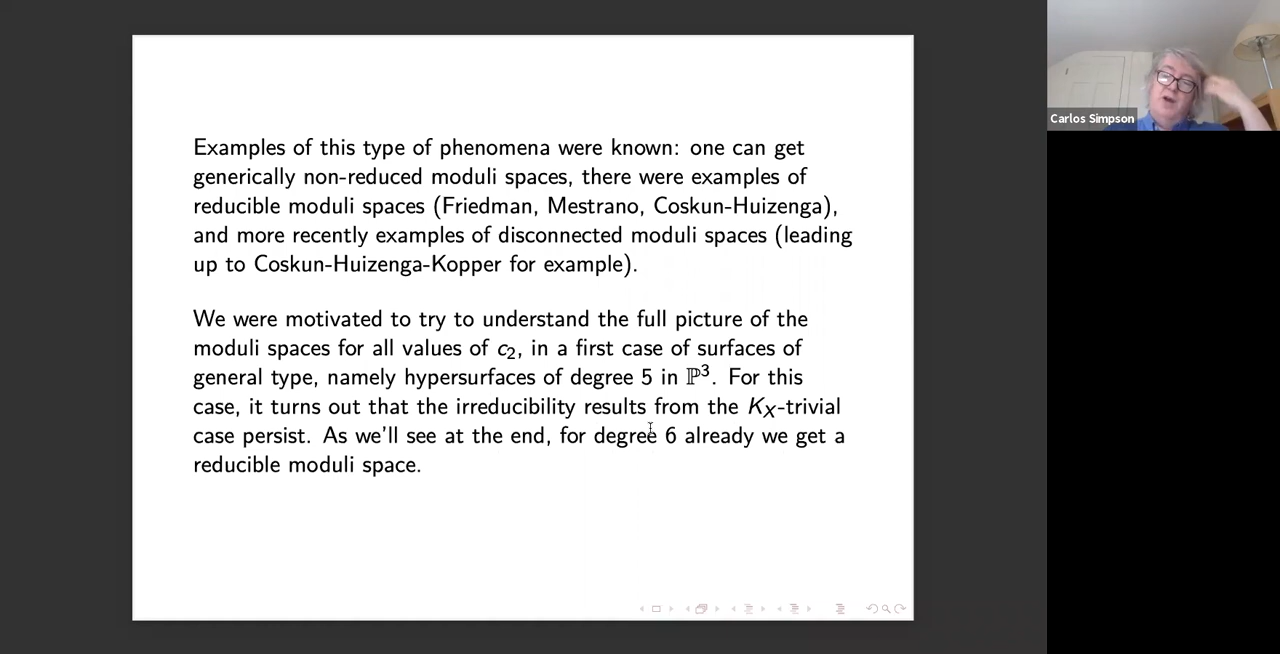 Examples of this type of phenomena were known: one can get
generically non-reduced moduli spaces, there were examples of
reducible moduli spaces (Friedman, Mestrano, Coskun-Huizenga),
and more recently examples of disconnected moduli spaces (leading
up to Coskun-Huizenga-Kopper for example).
We were motivated to try to understand the full picture of the
moduli spaces for all values of c₂, in a first case of surfaces of
general type, namely hypersurfaces of degree 5 in ℙ³. For this
case, it turns out that the irreducibility results from the K_X-trivial
case persist. As we'll see at the end, for degree 6 already we get a
reducible moduli space.
Carlos Simpson